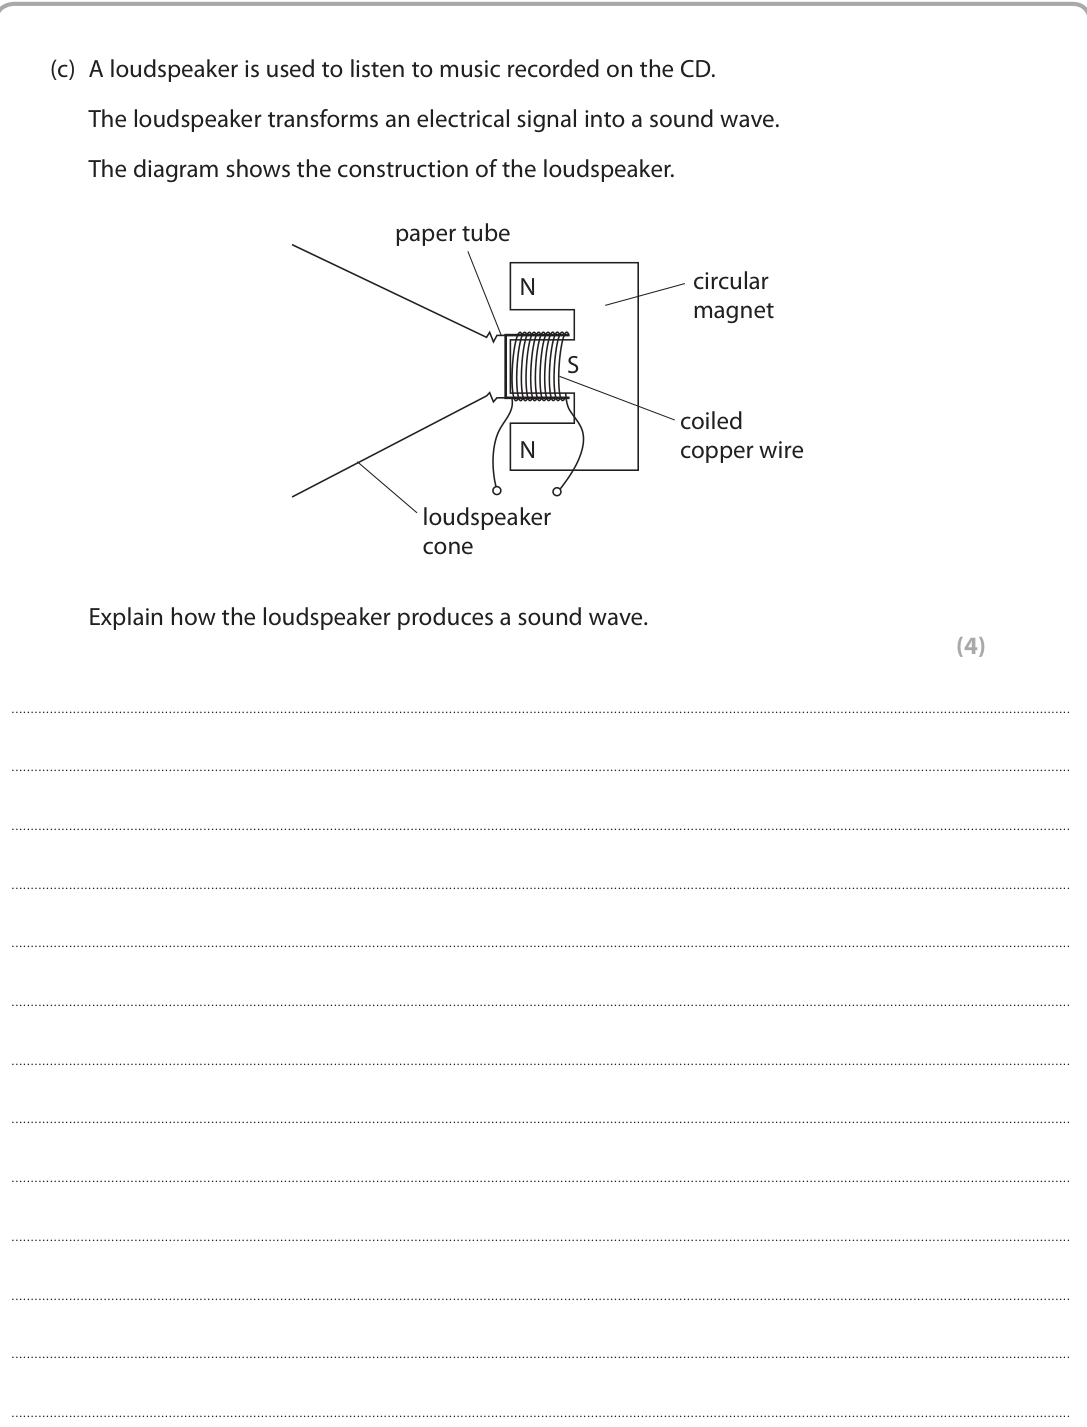 (c) A loudspeaker is used to listen to music recorded on the CD.
The loudspeaker transforms an electrical signal into a sound wave.
The diagram shows the construction of the loudspeaker.
paper tube
N
circular
magnet
S
coiled
copper wire
N
loudspeaker
cone
Explain how the loudspeaker produces a sound wave.
(4)